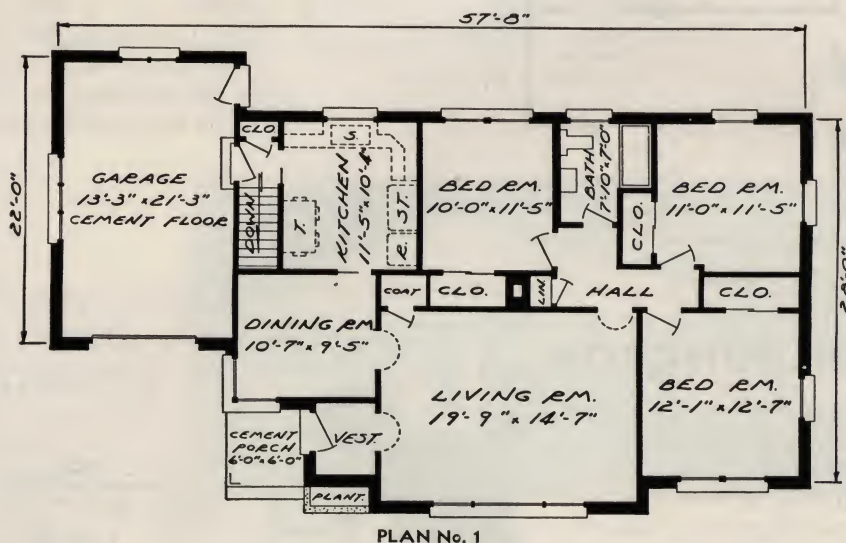 57'-8"
22'-0"
GARAGE
13'-3" x 21'-3"
CEMENT FLOOR
CLO
DOWN
S.
T.
KITCHEN
11'-5" x 10'-4"
ST.
R.
BED RM.
10'-0" x 11'-5"
BATH
7'-10" x 7'-0"
BED RM.
11'-0" x 11'-5"
CLO.
28'-0"
DINING RM.
10'-7" x 9'-5"
COAT
CLO.
LIN.
HALL
CLO.
LIVING RM.
19'-9" x 14'-7"
BED RM.
12'-1" x 12'-7"
CEMENT
PORCH
6'-0" x 6'-0"
VEST.
PLANT.
PLAN No. 1